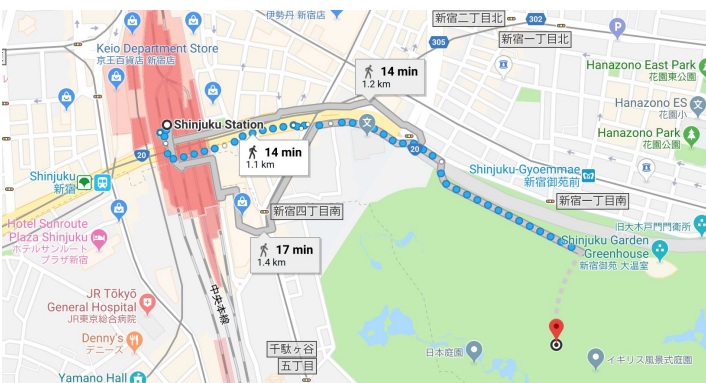 伊勢丹 新宿店
新宿二丁目北
302
新宿一丁目北
305
Keio Department Store
京王百貨店 新宿店
14 min
1.2 km
Hanazono East Park
花園東公園
Hanazono ES
花園小
Hanazono Park
花園公園
Shinjuku Station
20
14 min
1.1 km
20
Shinjuku-Gyoemmae
新宿御苑前
Shinjuku
新宿
新宿一丁目南
新宿四丁目南
旧大木戸門衛所
Hotel Sunroute
Plaza Shinjuku
ホテルサンルート
プラザ新宿
17 min
1.4 km
Shinjuku Garden
Greenhouse
新宿御苑 大温室
JR Tōkyō
General Hospital
JR東京総合病院
中央本線
Denny's
デニーズ
千駄ヶ谷
五丁目
日本庭園
イギリス風景式庭園
Yamano Hall